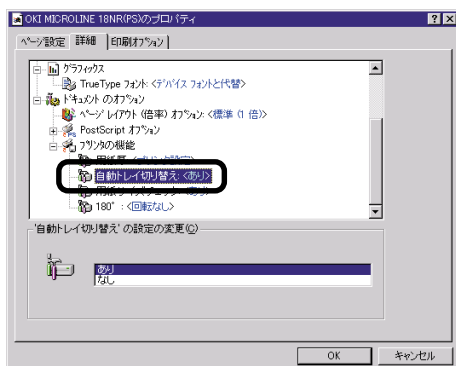 OKI MICROLINE 18NR(PS)のプロパティ
ページ設定 詳細 印刷オプション
グラフィックス
TrueType フォント: <デバイス フォントと代替>
ドキュメント のオプション
ページ レイアウト (倍率) オプション: <標準 (1 倍)>
PostScript オプション
プリンタの機能
自動トレイ切り替え: <あり>
180° : <回転なし>
'自動トレイ切り替え' の設定の変更(C)
あり
なし
OK キャンセル